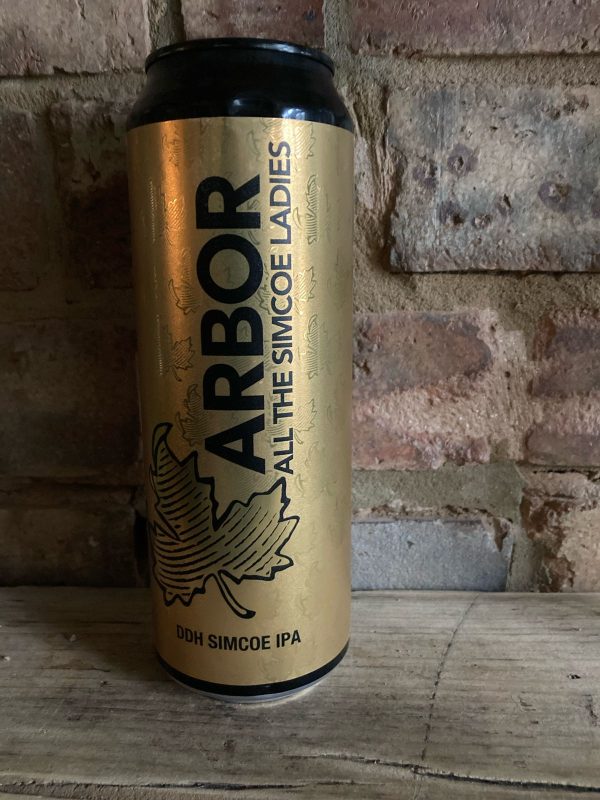 ARBOR
ALL THE SIMCOE LADIES
DDH SIMCOE IPA